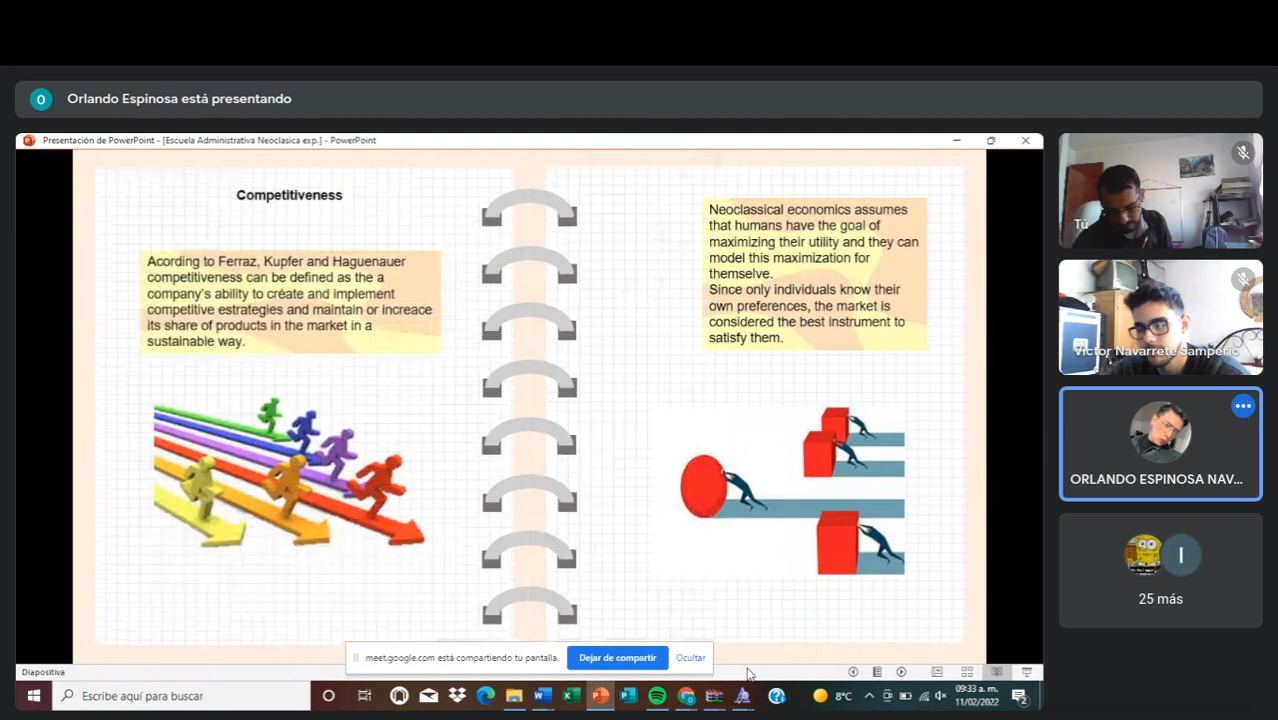 O
Orlando Espinosa está presentando
Presentación de PowerPoint - [Escuela Administrativa Neoclasica exp.] - PowerPoint
Competitiveness
Acording to Ferraz, Kupfer and Haguenauer
competitiveness can be defined as the a
company's ability to créate and implement
competitive estrategies and maintain or increace
its share of products in the market in a
sustainable way.
Neoclassical economics assumes
that humans have the goal of
maximizing their utility and they can
model this maximization for
themselve.
Since only individuals know their
own preferences, the market is
considered the best instrument to
satisfy them.
Tú
Victor Navarrete Samperio
ORLANDO ESPINOSA NAV...
I
25 más
meet.google.com está compartiendo tu pantalla.
Dejar de compartir
Ocultar
Diapositiva
Escribe aquí para buscar
8°C
09:33 a. m.
11/02/2022
2